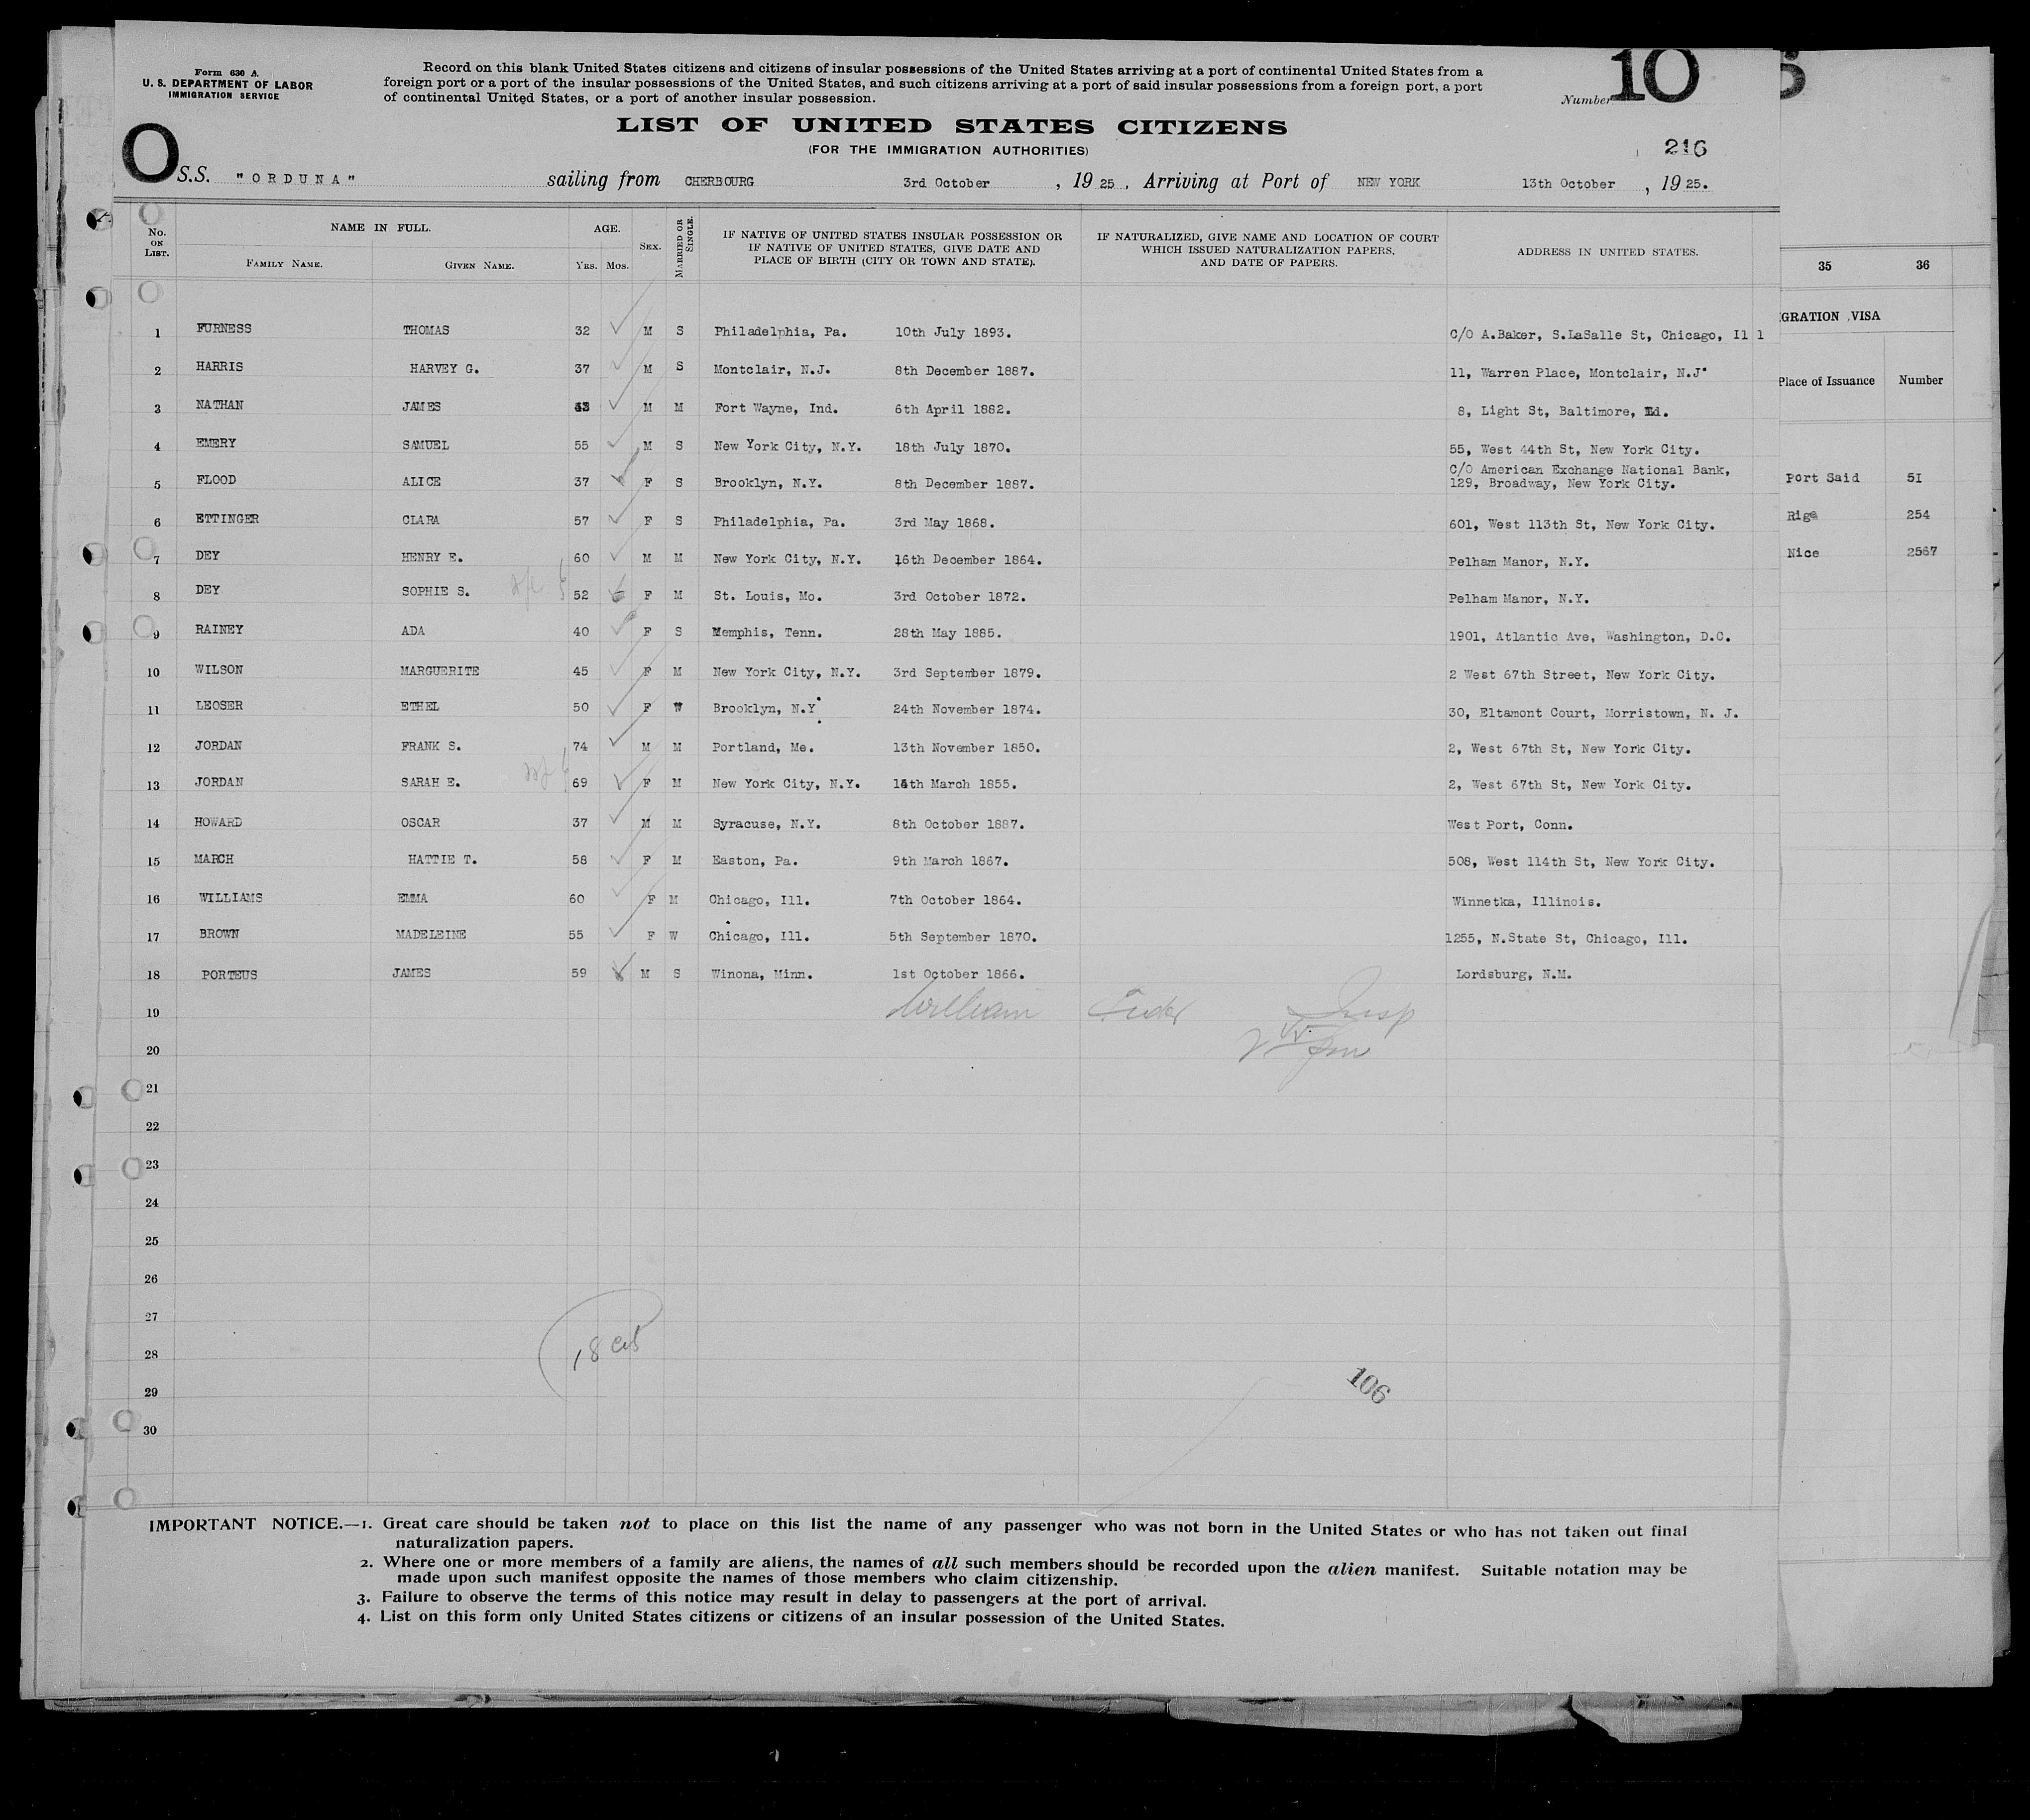 Form 630 A
U. S. DEPARTMENT OF LABOR
IMMIGRATION SERVICE
Record on this blank United States citizens and citizens of insular possessions of the United States arriving at a port of continental United States from a
foreign port or a port of the insular possessions of the United States, and such citizens arriving at a port of said insular possessions from a foreign port, a port
of continental United States, or a port of another insular possession.
Number 10
LIST OF UNITED STATES CITIZENS
(FOR THE IMMIGRATION AUTHORITIES)
216
O
S.S. "ORDUNA" sailing from CHERBOURG 3rd October, 1925, Arriving at Port of NEW YORK 13th October, 1925.
No. ON LIST. NAME IN FULL. FAMILY NAME. GIVEN NAME. AGE. YRS. MOS. SEX. MARRIED OR SINGLE. IF NATIVE OF UNITED STATES INSULAR POSSESSION OR IF NATIVE OF UNITED STATES, GIVE DATE AND PLACE OF BIRTH (CITY OR TOWN AND STATE). IF NATURALIZED, GIVE NAME AND LOCATION OF COURT WHICH ISSUED NATURALIZATION PAPERS, AND DATE OF PAPERS. ADDRESS IN UNITED STATES.
1 FURNESS THOMAS 32 M S Philadelphia, Pa. 10th July 1893. C/O A.Baker, S.LaSalle St, Chicago, Ill
2 HARRIS HARVEY G. 37 M S Montclair, N.J. 8th December 1887. 11, Warren Place, Montclair, N.J.
3 NATHAN JAMES 43 M M Fort Wayne, Ind. 6th April 1882. 8, Light St, Baltimore, Md.
4 EMERY SAMUEL 55 M S New York City, N.Y. 18th July 1870. 55, West 44th St, New York City.
5 FLOOD ALICE 37 F S Brooklyn, N.Y. 8th December 1887. C/O American Exchange National Bank,
129, Broadway, New York City.
6 ETTINGER CLARA 57 F S Philadelphia, Pa. 3rd May 1868. 601, West 113th St, New York City.
7 DEY HENRY E. 60 M M New York City, N.Y. 16th December 1864. Pelham Manor, N.Y.
8 DEY SOPHIE S. 52 F M St. Louis, Mo. 3rd October 1872. Pelham Manor, N.Y.
9 RAINEY ADA 40 F S Memphis, Tenn. 28th May 1885. 1901, Atlantic Ave, Washington, D.C.
10 WILSON MARGUERITE 45 F M New York City, N.Y. 3rd September 1879. 2 West 67th Street, New York City.
11 LEOSER ETHEL 50 F W Brooklyn, N.Y. 24th November 1874. 30, Eltamont Court, Morristown, N. J.
12 JORDAN FRANK S. 74 M M Portland, Me. 13th November 1850. 2, West 67th St, New York City.
13 JORDAN SARAH E. 69 F M New York City, N.Y. 14th March 1855. 2, West 67th St, New York City.
14 HOWARD OSCAR 37 M M Syracuse, N.Y. 8th October 1887. West Port, Conn.
15 MARCH HATTIE T. 58 F M Easton, Pa. 9th March 1867. 508, West 114th St, New York City.
16 WILLIAMS EMMA 60 F M Chicago, Ill. 7th October 1864. Winnetka, Illinois.
17 BROWN MADELEINE 55 F W Chicago, Ill. 5th September 1870. 1255, N.State St, Chicago, Ill.
18 PORTEUS JAMES 59 M S Winona, Minn. 1st October 1866. Lordsburg, N.M.
19 William Insp
20
21
22
23
24
25
26
27
28
29
30
18
106
IMPORTANT NOTICE.—1. Great care should be taken not to place on this list the name of any passenger who was not born in the United States or who has not taken out final
naturalization papers.
2. Where one or more members of a family are aliens, the names of all such members should be recorded upon the alien manifest. Suitable notation may be
made upon such manifest opposite the names of those members who claim citizenship.
3. Failure to observe the terms of this notice may result in delay to passengers at the port of arrival.
4. List on this form only United States citizens or citizens of an insular possession of the United States.
35 36
GRATION VISA
Place of Issuance Number
Port Said 51
Riga 254
Nice 2567